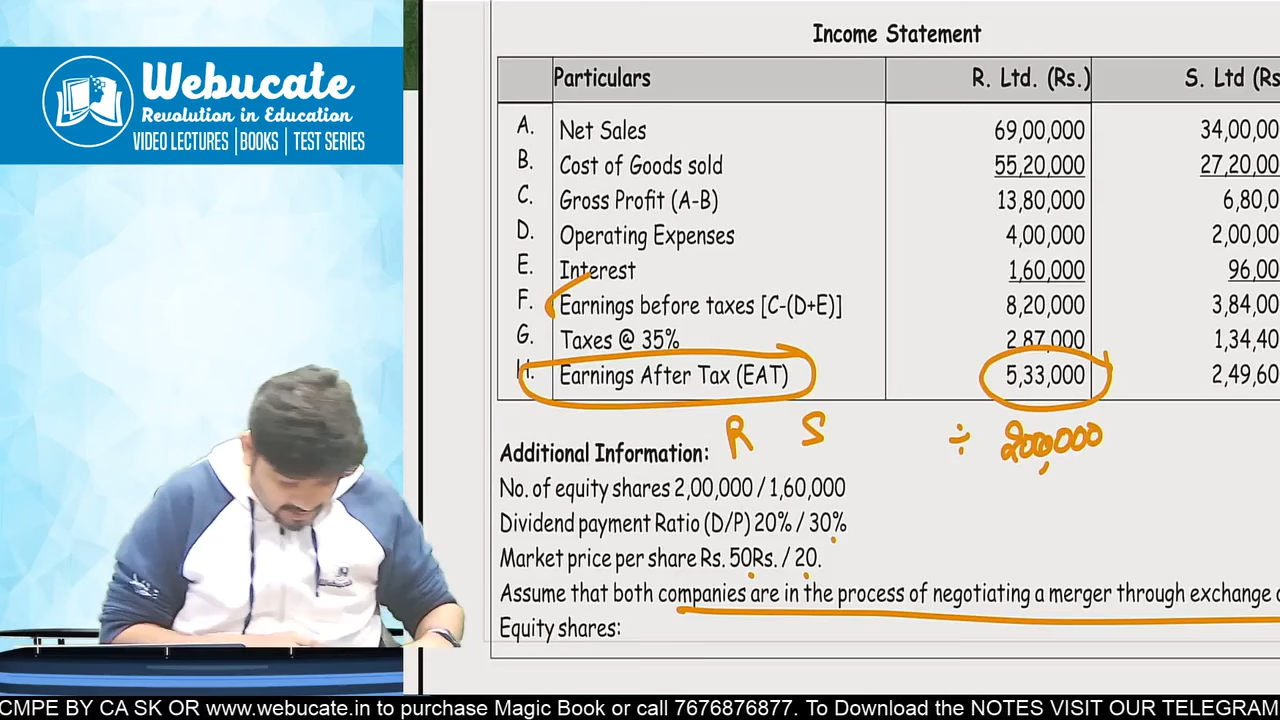 Webucate
Revolution in Education
VIDEO LECTURES | BOOKS | TEST SERIES
Income Statement
Particulars R. Ltd. (Rs.) S. Ltd (Rs
A. Net Sales 69,00,000 34,00,00
B. Cost of Goods sold 55,20,000 27,20,00
C. Gross Profit (A-B) 13,80,000 6,80,0
D. Operating Expenses 4,00,000 2,00,00
E. Interest 1,60,000 96,00
F. Earnings before taxes [C-(D+E)] 8,20,000 3,84,00
G. Taxes @ 35% 2,87,000 1,34,40
H. Earnings After Tax (EAT) 5,33,000 2,49,60
R S ÷ 200,000
Additional Information:
No. of equity shares 2,00,000 / 1,60,000
Dividend payment Ratio (D/P) 20% / 30%
Market price per share Rs. 50Rs. / 20.
Assume that both companies are in the process of negotiating a merger through exchange o
Equity shares:
CMPE BY CA SK OR www.webucate.in to purchase Magic Book or call 7676876877. To Download the NOTES VISIT OUR TELEGRAM